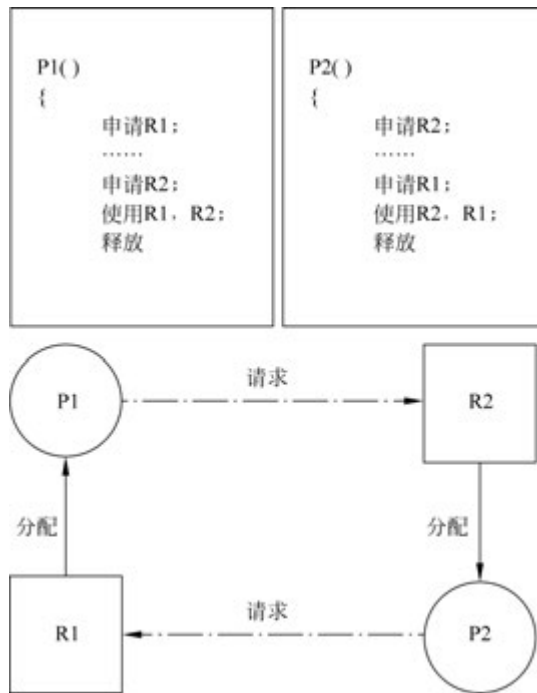 P1( )
{
申请R1；
……
申请R2；
使用R1，R2；
释放
P2( )
{
申请R2；
……
申请R1；
使用R2，R1；
释放
P1
请求
R2
分配
分配
R1
请求
P2